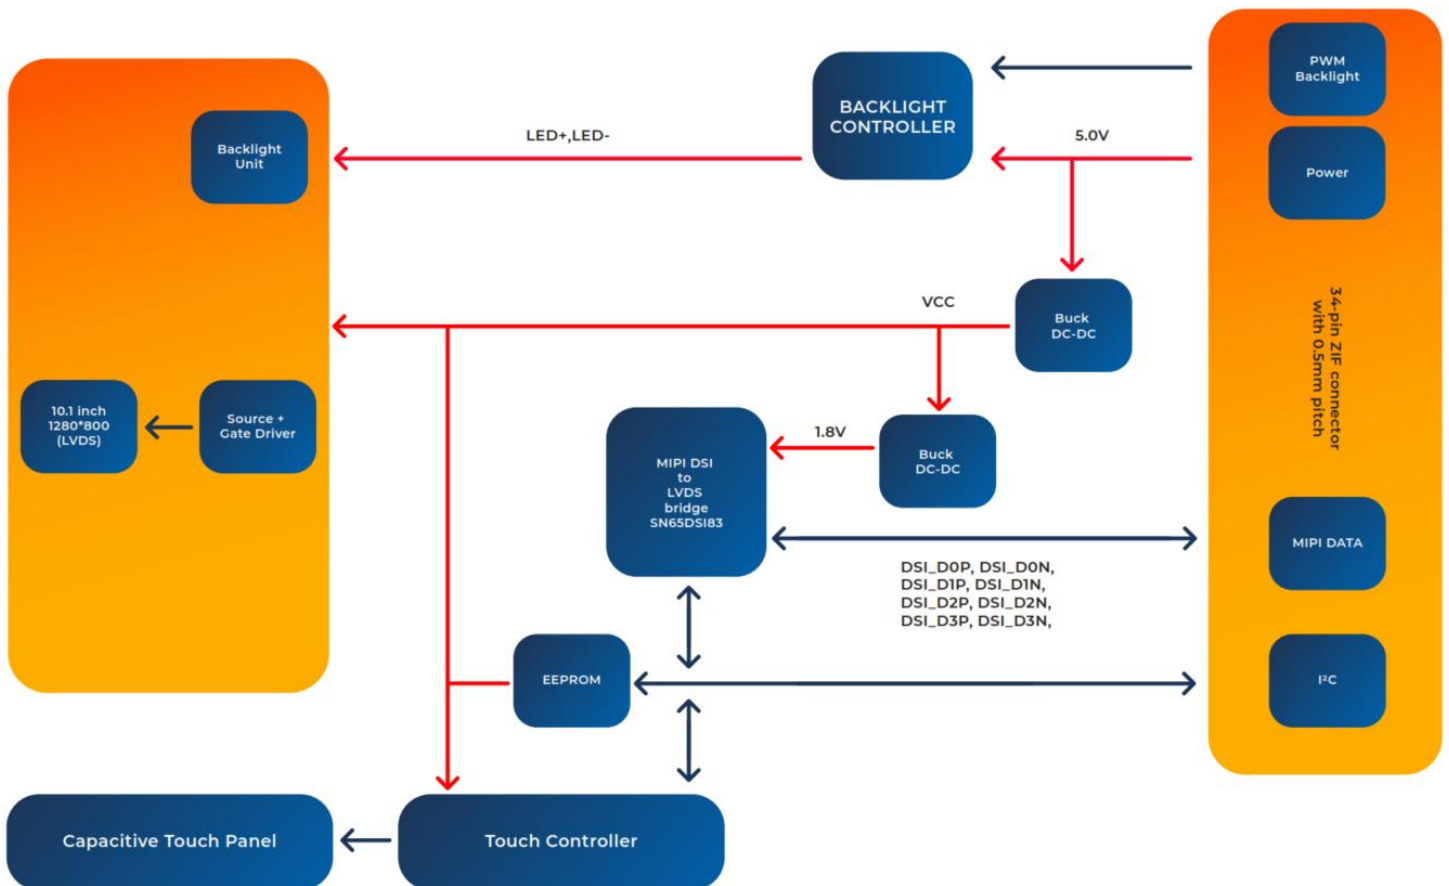 PWM
Backlight
BACKLIGHT
CONTROLLER
LED+,LED-
5.0V
Backlight
Unit
Power
VCC
Buck
DC-DC
34-pin ZIF connector
with 0.5mm pitch
10.1 inch
1280*800
(LVDS)
Source +
Gate Driver
1.8V
Buck
DC-DC
MIPI DSI
to
LVDS
bridge
SN65DSI83
MIPI DATA
DSI_D0P, DSI_D0N,
DSI_D1P, DSI_D1N,
DSI_D2P, DSI_D2N,
DSI_D3P, DSI_D3N,
EEPROM
I²C
Capacitive Touch Panel
Touch Controller